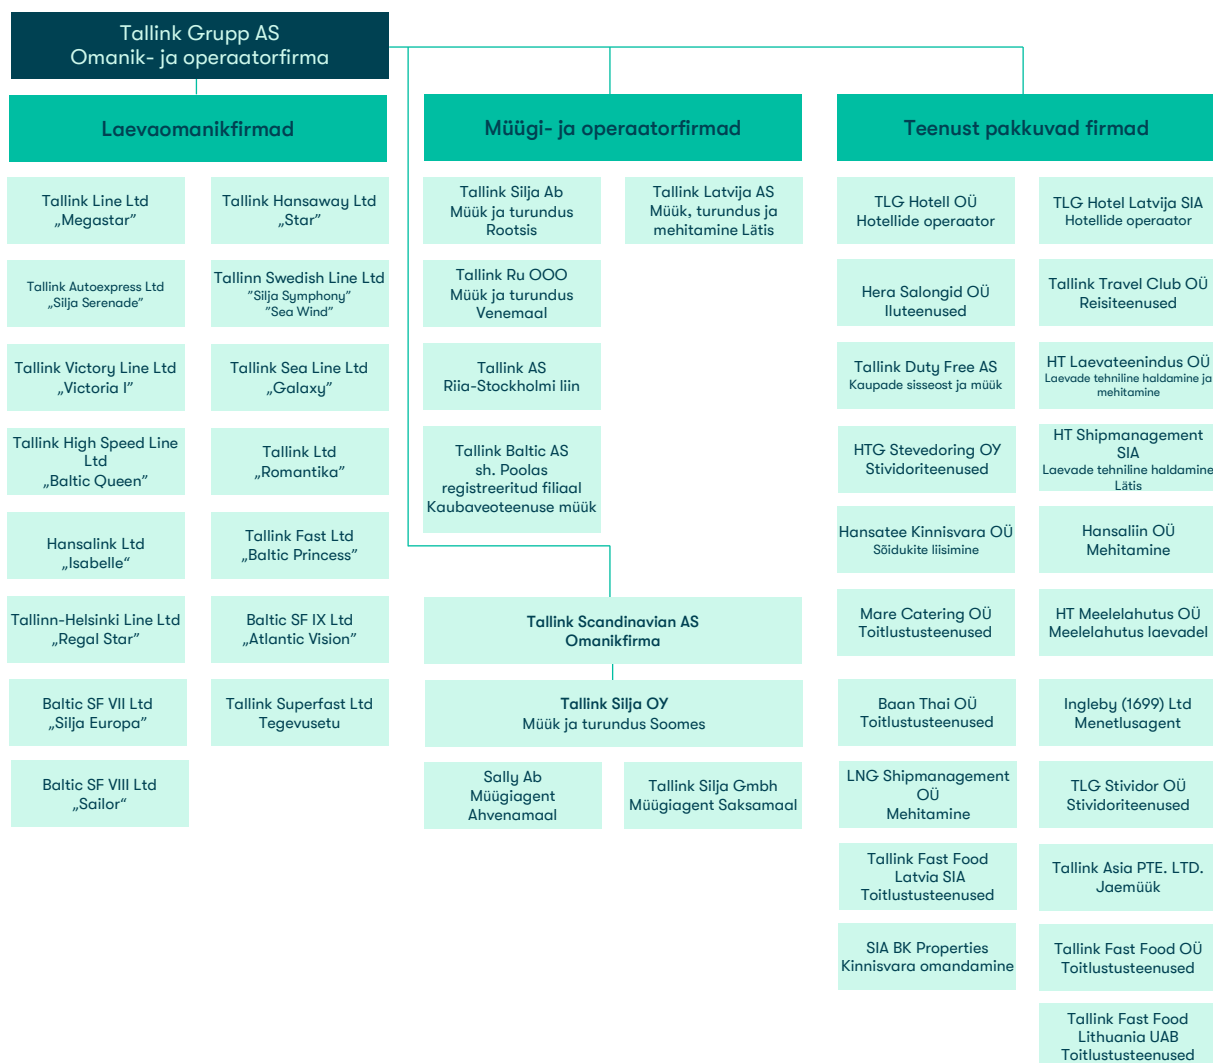 Tallink Grupp AS
Omanik- ja operaatorfirma
Laevaomanikfirmad
Tallink Line Ltd
„Megastar”
Tallink Hansaway Ltd
„Star”
Tallink Autoexpress Ltd
„Silja Serenade”
Tallinn Swedish Line Ltd
”Silja Symphony”
”Sea Wind”
Tallink Victory Line Ltd
„Victoria I”
Tallink Sea Line Ltd
„Galaxy”
Tallink High Speed Line
Ltd
„Baltic Queen”
Tallink Ltd
„Romantika”
Hansalink Ltd
„Isabelle“
Tallink Fast Ltd
„Baltic Princess”
Tallinn-Helsinki Line Ltd
„Regal Star”
Baltic SF IX Ltd
„Atlantic Vision”
Baltic SF VII Ltd
„Silja Europa”
Tallink Superfast Ltd
Tegevusetu
Baltic SF VIII Ltd
„Sailor“
Müügi- ja operaatorfirmad
Tallink Silja Ab
Müük ja turundus
Rootsis
Tallink Latvija AS
Müük, turundus ja
mehitamine Lätis
Tallink Ru OOO
Müük ja turundus
Venemaal
Tallink AS
Riia-Stockholmi liin
Tallink Baltic AS
sh. Poolas
registreeritud filiaal
Kaubaveoteenuse müük
Tallink Scandinavian AS
Omanikfirma
Tallink Silja OY
Müük ja turundus Soomes
Sally Ab
Müügiagent
Ahvenamaal
Tallink Silja Gmbh
Müügiagent Saksamaal
Teenust pakkuvad firmad
TLG Hotell OÜ
Hotellide operaator
TLG Hotel Latvija SIA
Hotellide operaator
Hera Salongid OÜ
Iluteenused
Tallink Travel Club OÜ
Reisiteenused
Tallink Duty Free AS
Kaupade sisseost ja müük
HT Laevateenindus OÜ
Laevade tehniline haldamine ja
mehitamine
HTG Stevedoring OY
Stividoriteenused
HT Shipmanagement
SIA
Laevade tehniline haldamine
Lätis
Hansatee Kinnisvara OÜ
Sõidukite liisimine
Hansaliin OÜ
Mehitamine
Mare Catering OÜ
Toitlustusteenused
HT Meelelahutus OÜ
Meelelahutus laevadel
Baan Thai OÜ
Toitlustusteenused
Ingleby (1699) Ltd
Menetlusagent
LNG Shipmanagement
OÜ
Mehitamine
TLG Stividor OÜ
Stividoriteenused
Tallink Fast Food
Latvia SIA
Toitlustusteenused
Tallink Asia PTE. LTD.
Jaemüük
SIA BK Properties
Kinnisvara omandamine
Tallink Fast Food OÜ
Toitlustusteenused
Tallink Fast Food
Lithuania UAB
Toitlustusteenused